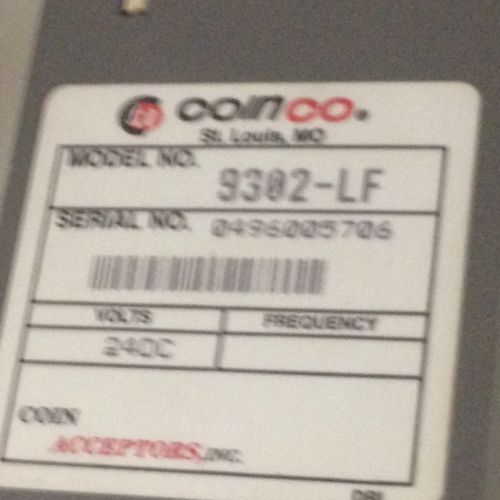 COINCO.
St. Louis, MO
MODEL NO. 9302-LF
SERIAL NO. 0496005706
VOLTS FREQUENCY
24DC
COIN
ACCEPTORS, INC.